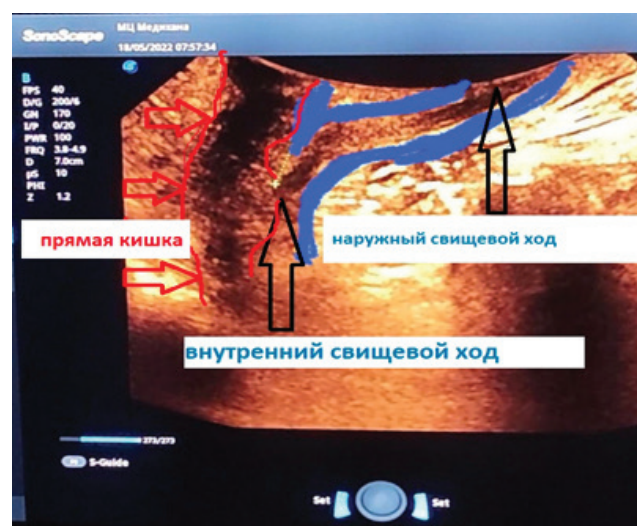 SonoScape
МЦ Медикана
18/05/2022 07:57:34
B
FPS 40
D/G 200/6
GN 170
I/P 0/20
PWR 100
FRQ 3.8-4.9
D 7.0cm
µS 10
PHI
Z 1.2
прямая кишка
наружный свищевой ход
внутренний свищевой ход
273/273
S-Guide
Set
Set